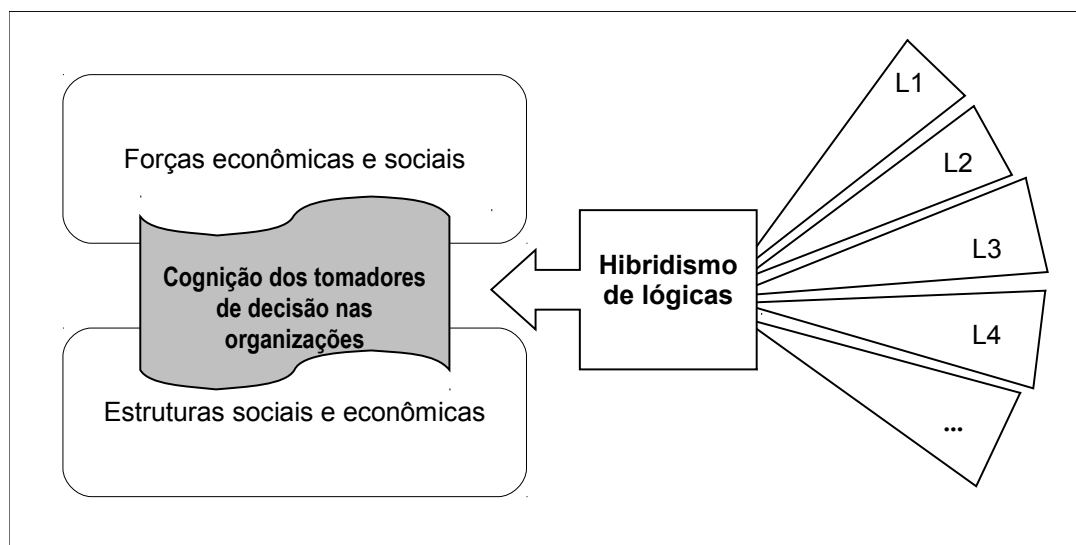 Forças econômicas e sociais
Cognição dos tomadores
de decisão nas
organizações
Estruturas sociais e econômicas
Hibridismo
de lógicas
L1
L2
L3
L4
...